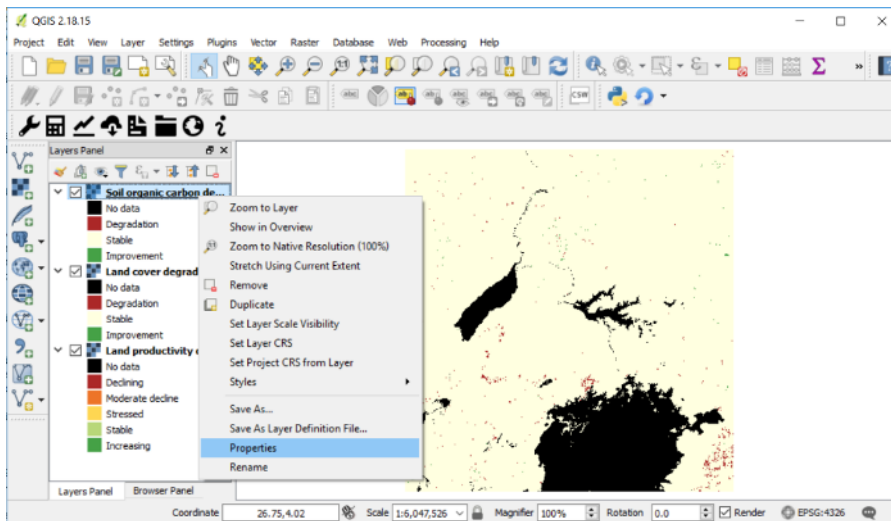 QGIS 2.18.15
Project Edit View Layer Settings Plugins Vector Raster Database Web Processing Help
abc
CSW
Layers Panel
Soil organic carbon de...
No data
Degradation
Stable
Improvement
Land cover degrad
No data
Degradation
Stable
Improvement
Land productivity
No data
Declining
Moderate decline
Stressed
Stable
Increasing
Zoom to Layer
Show in Overview
Zoom to Native Resolution (100%)
Stretch Using Current Extent
Remove
Duplicate
Set Layer Scale Visibility
Set Layer CRS
Set Project CRS from Layer
Styles
Save As...
Save As Layer Definition File...
Properties
Rename
Layers Panel Browser Panel
Coordinate 26.75,4.02 Scale 1:6,047,526 Magnifier 100% Rotation 0.0 Render EPSG:4326